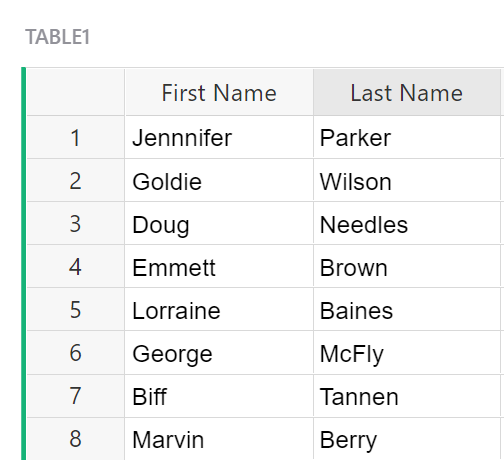 TABLE1
First Name Last Name
1 Jennnifer Parker
2 Goldie Wilson
3 Doug Needles
4 Emmett Brown
5 Lorraine Baines
6 George McFly
7 Biff Tannen
8 Marvin Berry